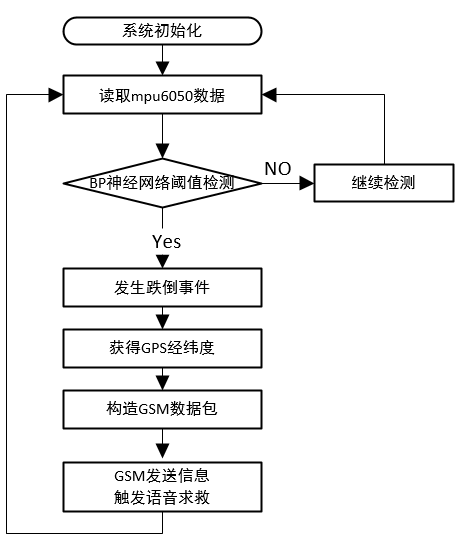 系统初始化
读取mpu6050数据
BP神经网络阈值检测
NO
继续检测
Yes
发生跌倒事件
获得GPS经纬度
构造GSM数据包
GSM发送信息
触发语音求救